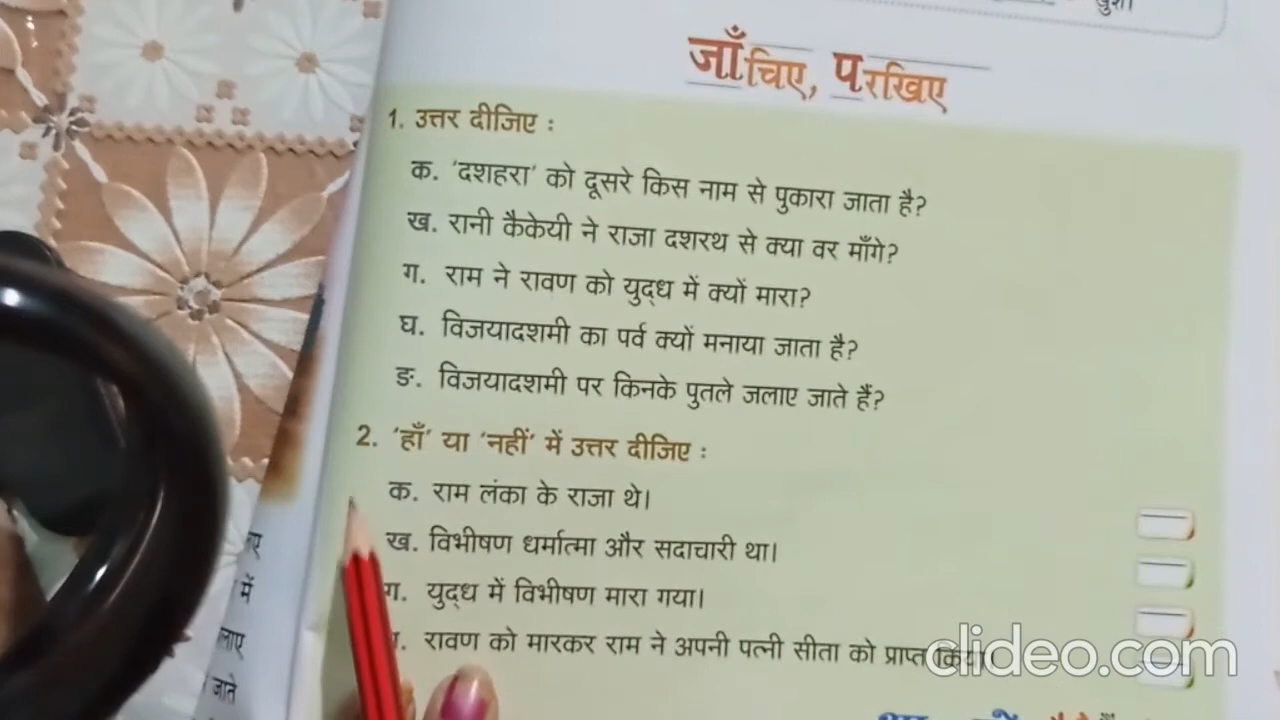 खुश।
जाँचिए, परखिए
1. उत्तर दीजिए :
क. 'दशहरा' को दूसरे किस नाम से पुकारा जाता है?
ख. रानी कैकेयी ने राजा दशरथ से क्या वर माँगे?
ग. राम ने रावण को युद्ध में क्यों मारा?
घ. विजयादशमी का पर्व क्यों मनाया जाता है?
ङ. विजयादशमी पर किनके पुतले जलाए जाते हैं?
2. 'हाँ' या 'नहीं' में उत्तर दीजिए :
क. राम लंका के राजा थे।
ख. विभीषण धर्मात्मा और सदाचारी था।
ग. युद्ध में विभीषण मारा गया।
रावण को मारकर राम ने अपनी पत्नी सीता को प्राप्त किया।
में
जाते
clideo.com